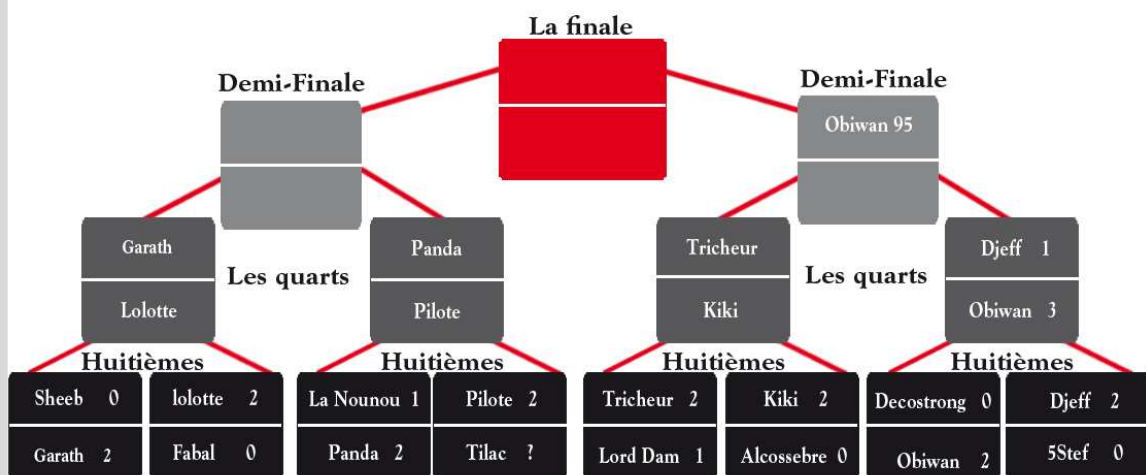 La finale
Demi-Finale
Demi-Finale
Obiwan 95
Garath
Lolotte
Les quarts
Panda
Pilote
Tricheur
Kiki
Les quarts
Djeff 1
Obiwan 3
Huitièmes
Huitièmes
Huitièmes
Huitièmes
Sheeb 0
Garath 2
lolotte 2
Fabal 0
La Nounou 1
Panda 2
Pilote 2
Tilac ?
Tricheur 2
Lord Dam 1
Kiki 2
Alcossebre 0
Decostrong 0
Obiwan 2
Djeff 2
5Stef 0